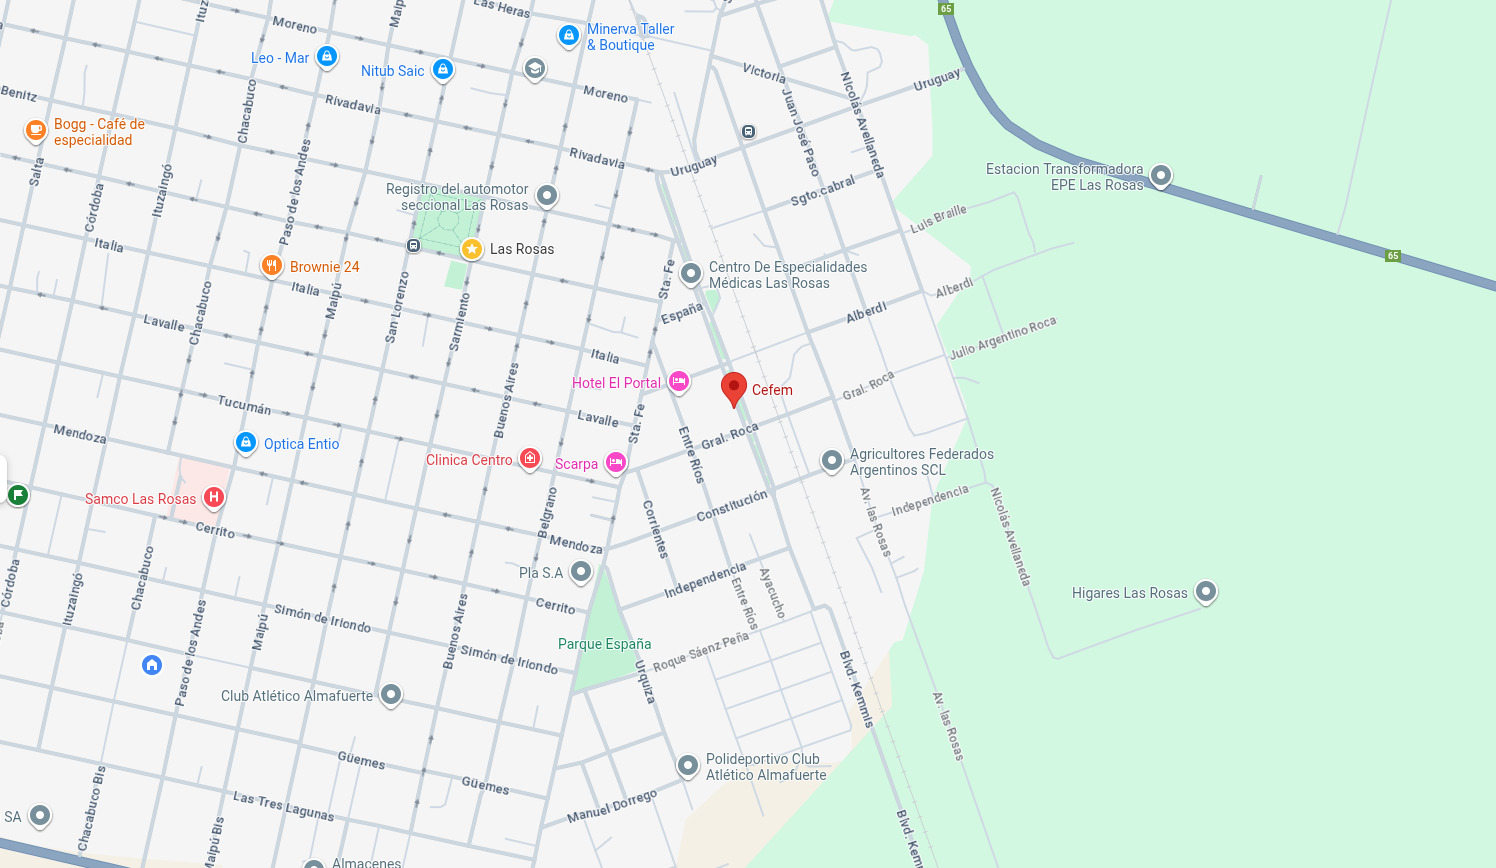 Las Heras
65
Moreno
Ituz
Maip
Minerva Taller
& Boutique
Leo - Mar
Nitub Saic
Victoria
Nicolás Avellaneda
Uruguay
Benitz
Rivadavia
Moreno
Chacabuco
Juan José Paso
Bogg - Café de
especialidad
Rivadavia
Uruguay
Salta
Paso de los Andes
Estacion Transformadora
EPE Las Rosas
Córdoba
Ituzaingó
Registro del automotor
seccional Las Rosas
Sgto.cabral
Luis Braille
Italia
Las Rosas
65
Brownie 24
Centro De Especialidades
Médicas Las Rosas
Sta. Fe
Italia
Maipú
San Lorenzo
Alberdi
Chacabuco
Sarmiento
España
Alberdi
Lavalle
Julio Argentino Roca
Italia
Hotel El Portal
Cefem
Gral. Roca
Buenos Aires
Tucumán
Lavalle
Sta. Fe
Mendoza
Optica Entio
Gral. Roca
Entre Ríos
Clinica Centro
Scarpa
Agricultores Federados
Argentinos SCL
Samco Las Rosas
H
Constitución
Independencia
Av. las Rosas
Nicolás Avellaneda
Belgrano
Corrientes
Cerrito
Mendoza
Chacabuco
Córdoba
Ituzaingó
Pla S.A
Independencia
Entre Ríos
Ayacucho
Higares Las Rosas
Cerrito
Simón de Iriondo
Maipú
Paso de los Andes
Buenos Aires
Parque España
Roque Sáenz Peña
Simón de Iriondo
Urquiza
Blvd. Kemmis
Club Atlético Almafuerte
Av. las Rosas
Güemes
Güemes
Polideportivo Club
Atlético Almafuerte
Chacabuco Bis
Las Tres Lagunas
Manuel Dorrego
SA
Maipú Bis
Blvd. Kemm
Almacenes